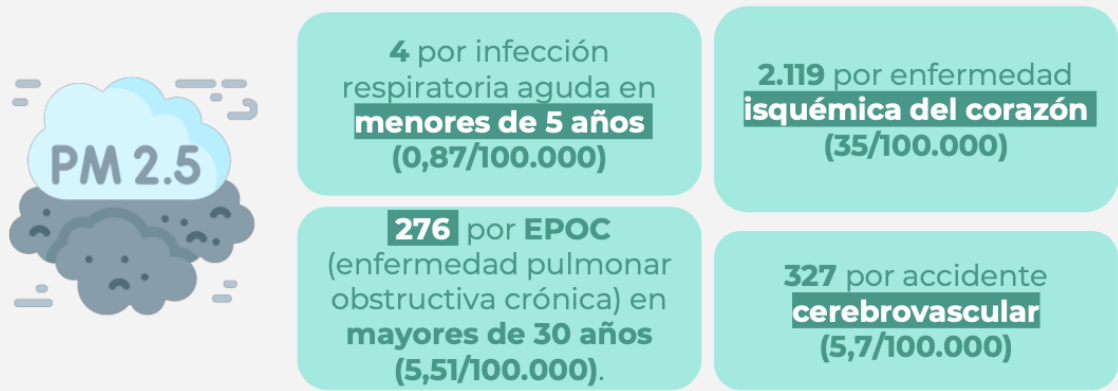 PM 2.5
4 por infección
respiratoria aguda en
menores de 5 años
(0,87/100.000)
2.119 por enfermedad
isquémica del corazón
(35/100.000)
276 por EPOC
(enfermedad pulmonar
obstructiva crónica) en
mayores de 30 años
(5,51/100.000).
327 por accidente
cerebrovascular
(5,7/100.000)